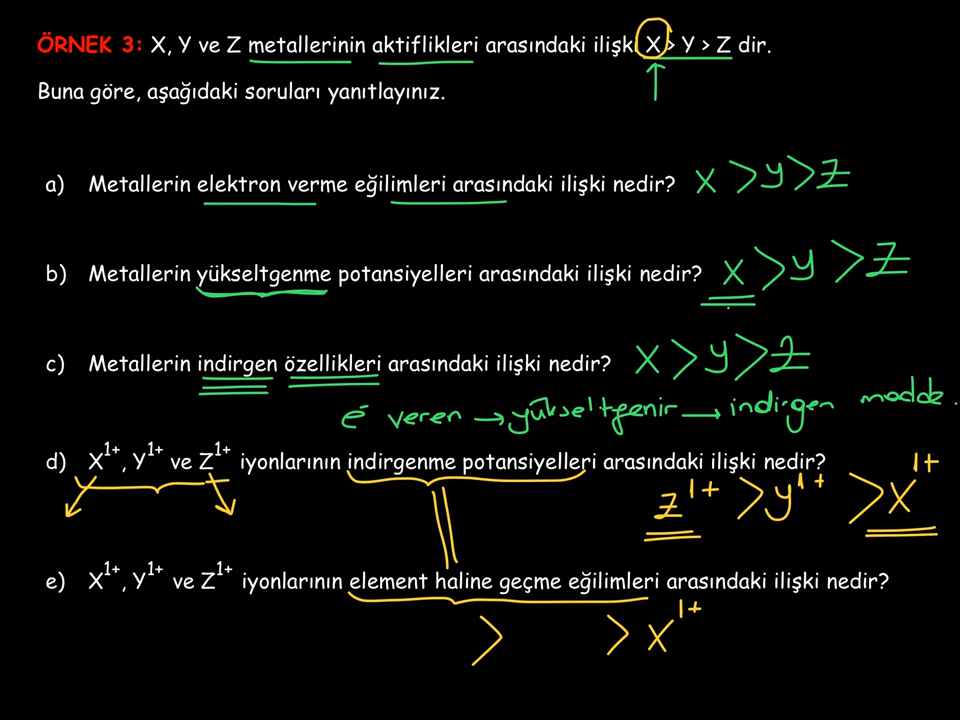 ÖRNEK 3: X, Y ve Z metallerinin aktiflikleri arasındaki ilişki X > Y > Z dir.
Buna göre, aşağıdaki soruları yanıtlayınız.
a) Metallerin elektron verme eğilimleri arasındaki ilişki nedir? X > Y > Z
b) Metallerin yükseltgenme potansiyelleri arasındaki ilişki nedir? X > Y > Z
c) Metallerin indirgen özellikleri arasındaki ilişki nedir? X > Y > Z
é veren → yükseltgenir → indirgen madde.
d) X¹⁺, Y¹⁺ ve Z¹⁺ iyonlarının indirgenme potansiyelleri arasındaki ilişki nedir?
Z¹⁺ > Y¹⁺ > X¹⁺
e) X¹⁺, Y¹⁺ ve Z¹⁺ iyonlarının element haline geçme eğilimleri arasındaki ilişki nedir?
> > X¹⁺